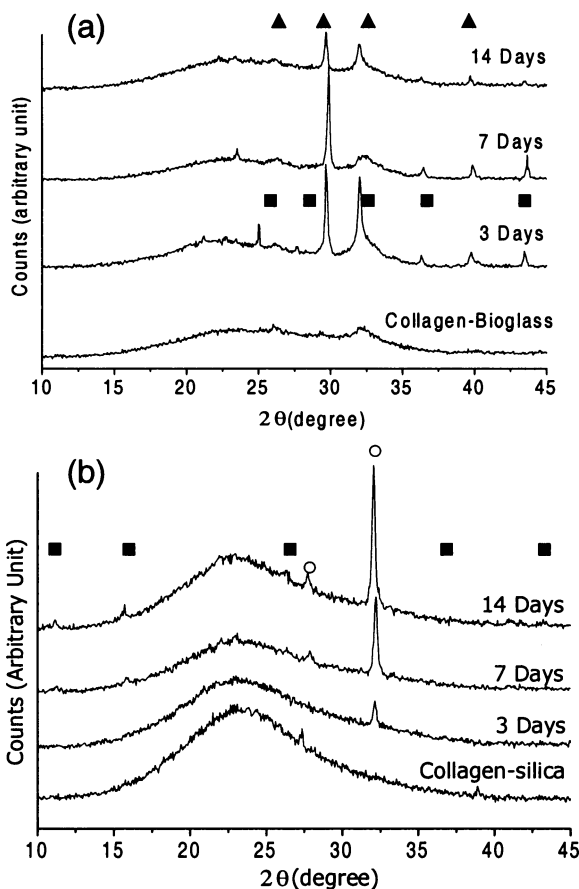 (a)
14 Days
7 Days
3 Days
Collagen-Bioglass
Counts (arbitrary unit)
10 15 20 25 30 35 40 45
2θ(degree)
(b)
14 Days
7 Days
3 Days
Collagen-silica
Counts (Arbitrary Unit)
10 15 20 25 30 35 40 45
2θ(degree)